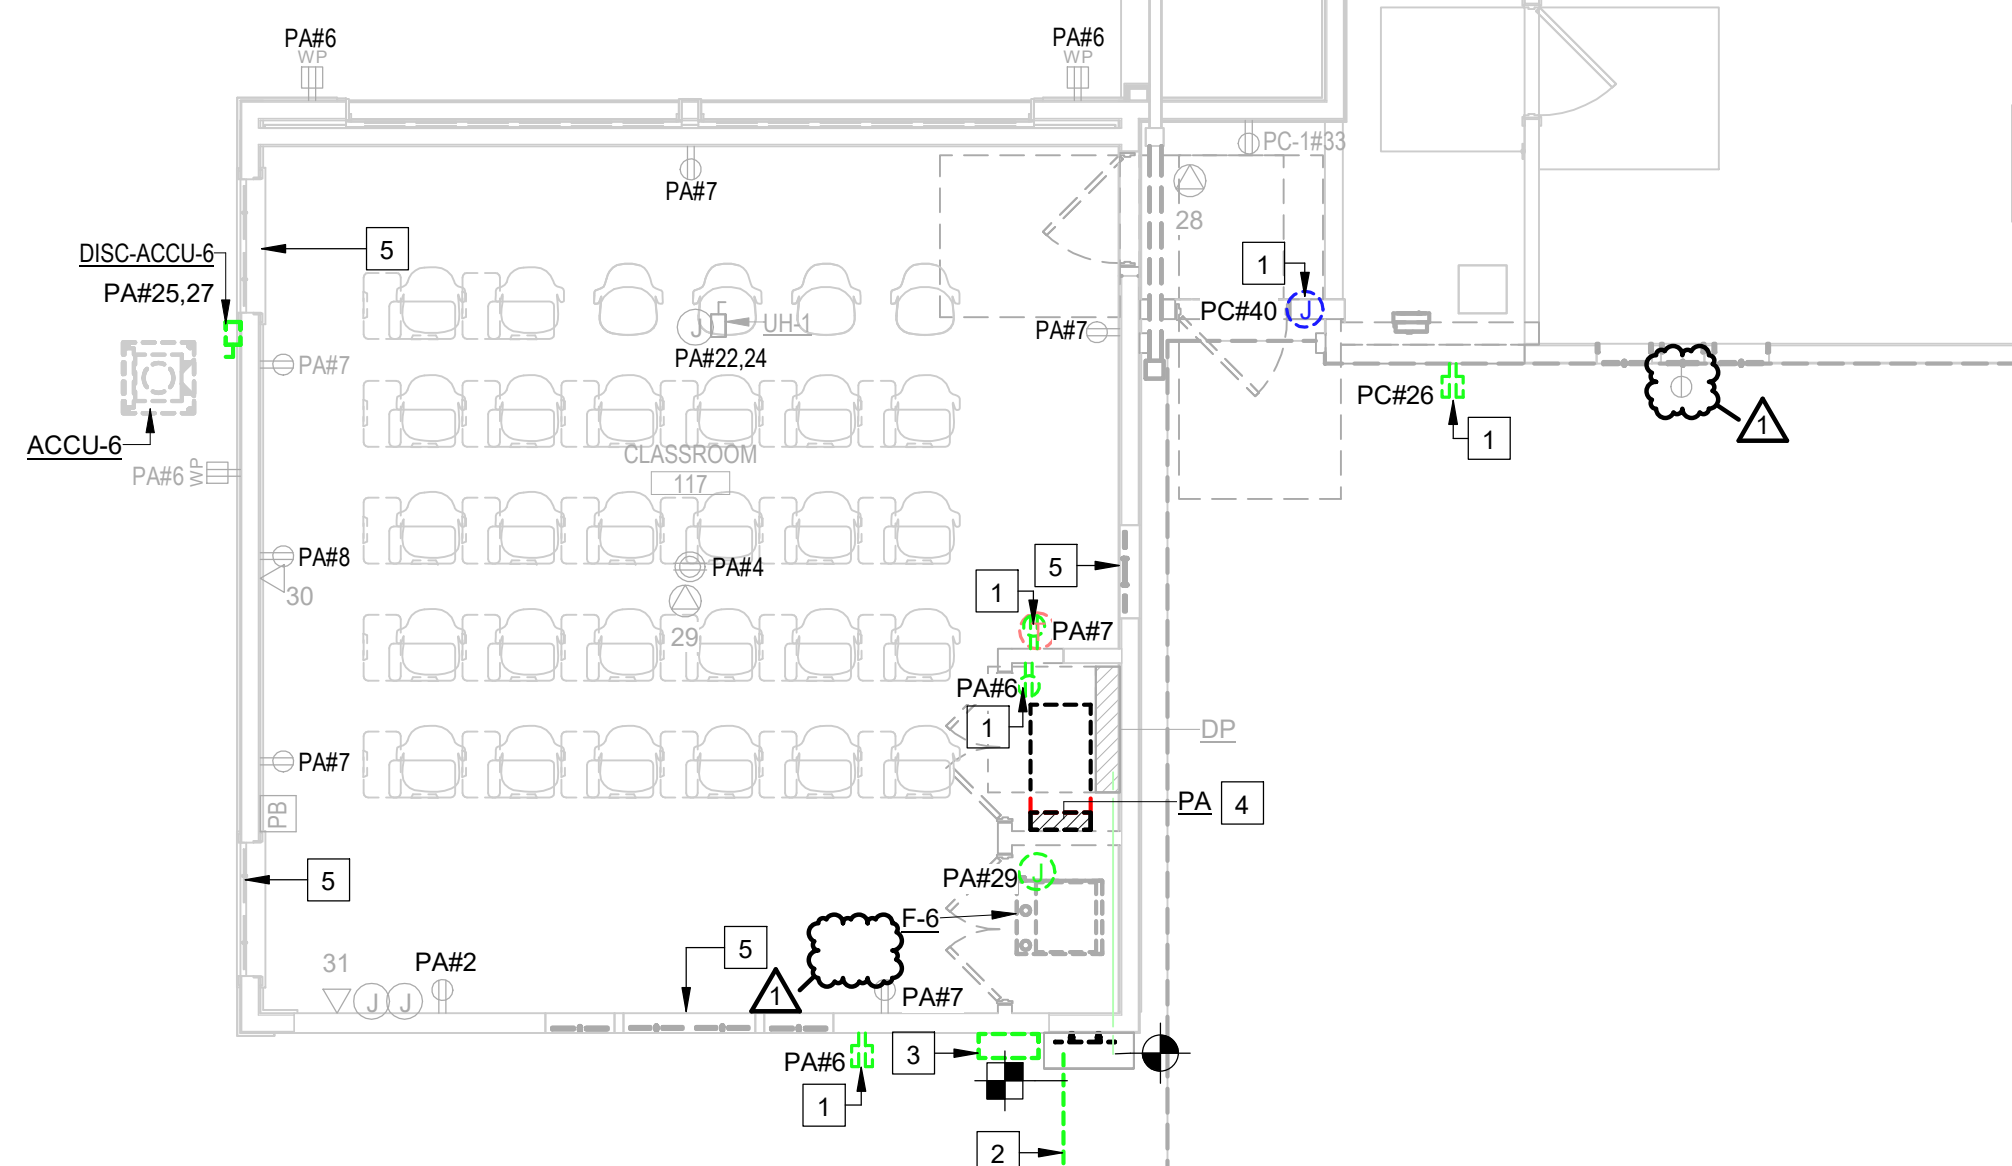 PA#6
WP
PA#6
WP
PC-1#33
PA#7
28
DISC-ACCU-6
5
1
PA#25,27
PC#40
J
J
UH-1
PA#7
PA#22,24
PA#7
PC#26
1
1
ACCU-6
CLASSROOM
117
PA#6
WP
PA#8
30
PA#4
5
1
29
PA#7
PA#6
1
DP
PA#7
PA
4
PB
J
PA#29
5
F-6
5
31
PA#2
1
PA#7
J
J
PA#6
3
1
2